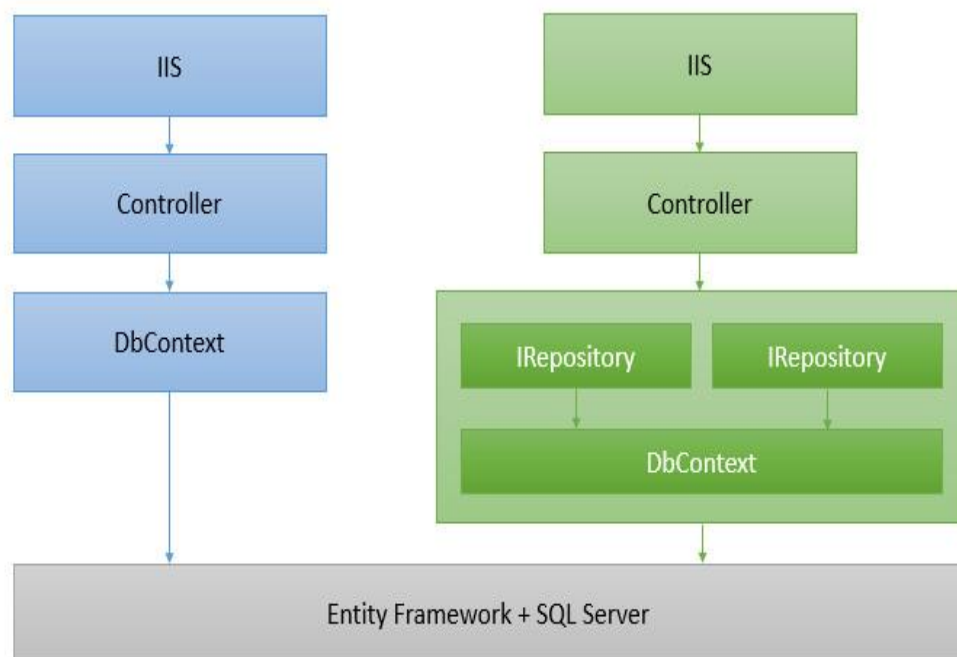 IIS
Controller
DbContext
IIS
Controller
IRepository
IRepository
DbContext
Entity Framework + SQL Server